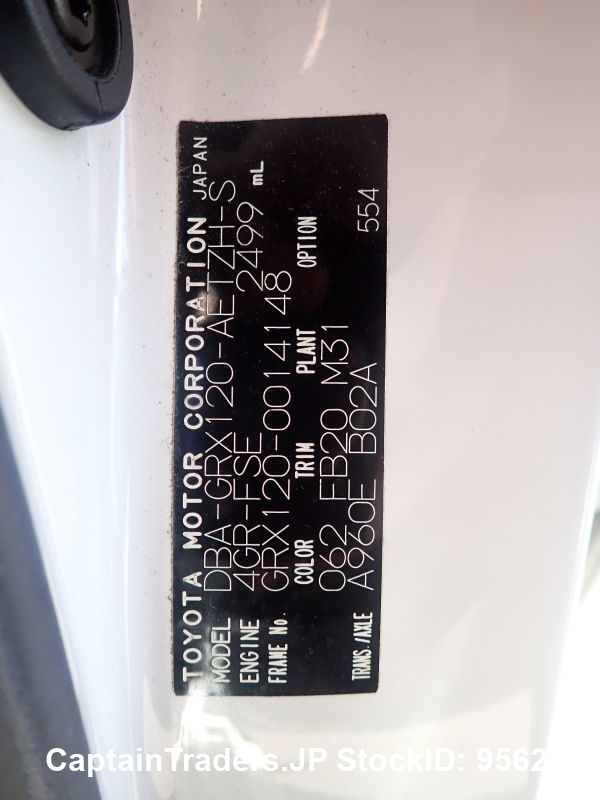 TOYOTA MOTOR CORPORATION JAPAN
MODEL DBA-GRX120-AETZH-S
ENGINE 4GR-FSE 2499 mL
FRAME No. GRX120-0014148
COLOR TRIM PLANT OPTION
062 FB20 M31
TRANS./AXLE A960E B02A 554
CaptainTraders.JP StockID: 9562